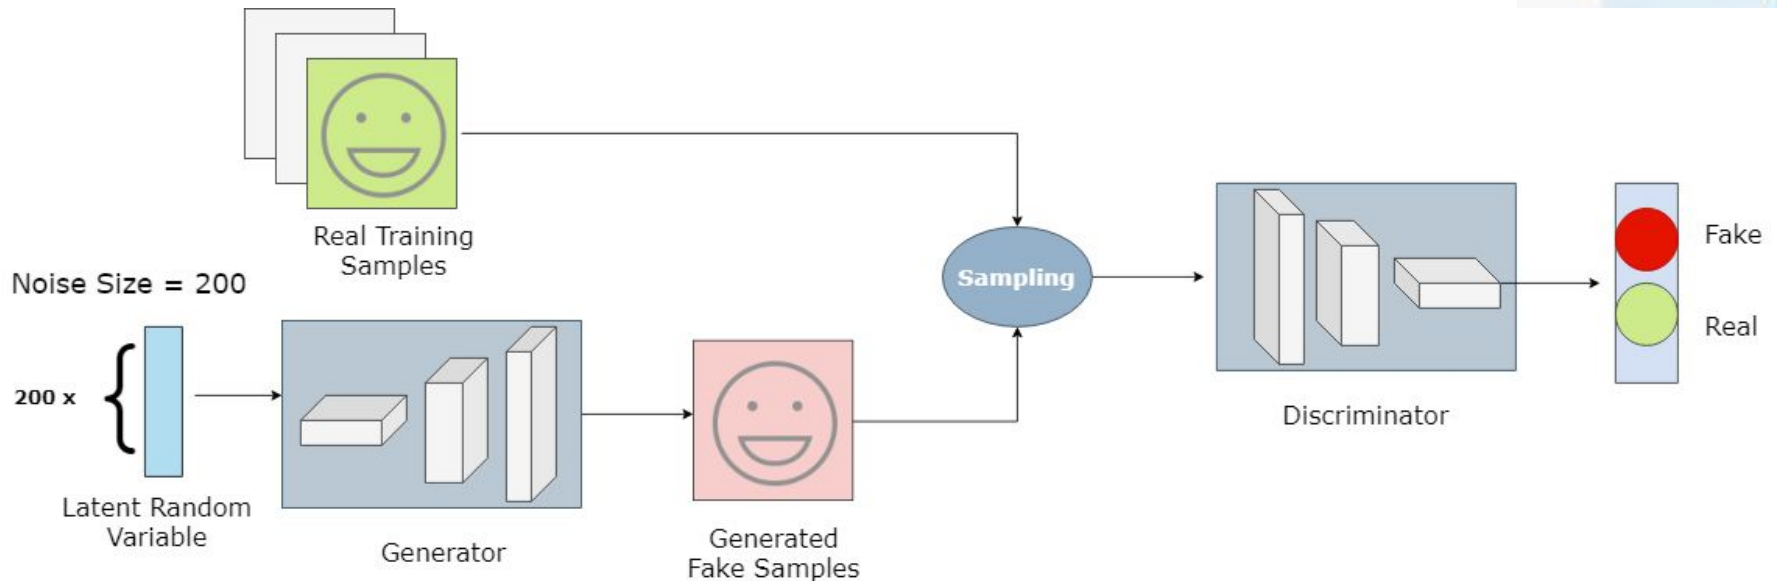 Real Training
Samples
Noise Size = 200
200 x
Latent Random
Variable
Generator
Generated
Fake Samples
Sampling
Discriminator
Fake
Real